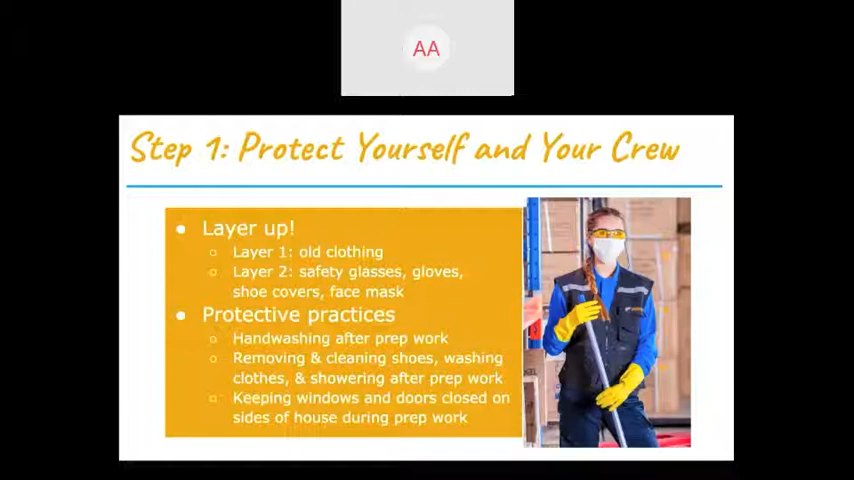 AA
Step 1: Protect Yourself and Your Crew
Layer up!
Layer 1: old clothing
Layer 2: safety glasses, gloves,
shoe covers, face mask
Protective practices
Handwashing after prep work
Removing & cleaning shoes, washing
clothes, & showering after prep work
Keeping windows and doors closed on
sides of house during prep work